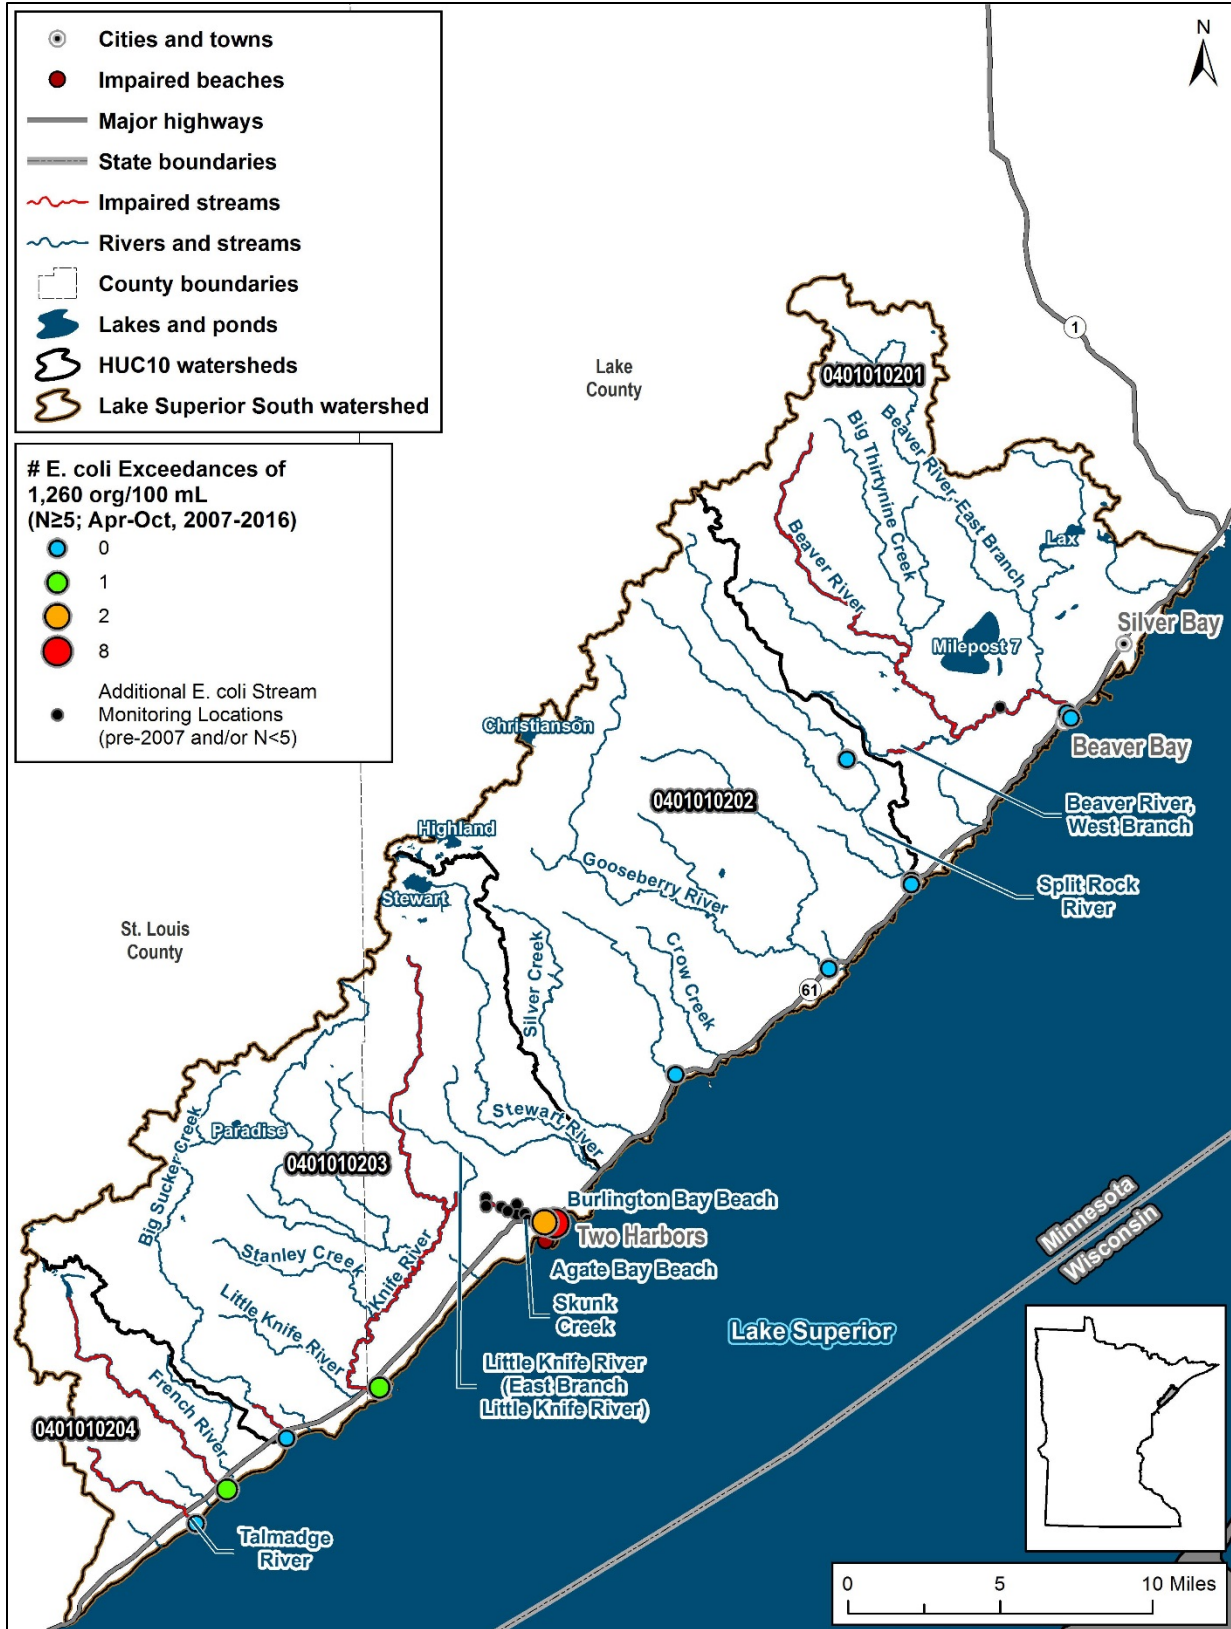 Cities and towns
Impaired beaches
Major highways
State boundaries
Impaired streams
Rivers and streams
County boundaries
Lakes and ponds
HUC10 watersheds
Lake Superior South watershed
# E. coli Exceedances of
1,260 org/100 mL
(N≥5; Apr-Oct, 2007-2016)
0
1
2
8
Additional E. coli Stream
Monitoring Locations
(pre-2007 and/or N<5)
N
1
Lake
County
0401010201
Big Thirtynine Creek
Beaver River, East Branch
Beaver River
Lax
Silver Bay
Milepost 7
Beaver Bay
Christianson
0401010202
Beaver River,
West Branch
Highland
Gooseberry River
Split Rock
River
Stewart
St. Louis
County
Silver Creek
Crow Creek
61
Stewart River
Big Sucker Creek
Paradise
0401010203
Burlington Bay Beach
Two Harbors
Agate Bay Beach
Minnesota
Wisconsin
Stanley Creek
Knife River
Skunk
Creek
Lake Superior
Little Knife River
Little Knife River
(East Branch
Little Knife River)
French River
0401010204
Talmadge
River
0 5 10 Miles